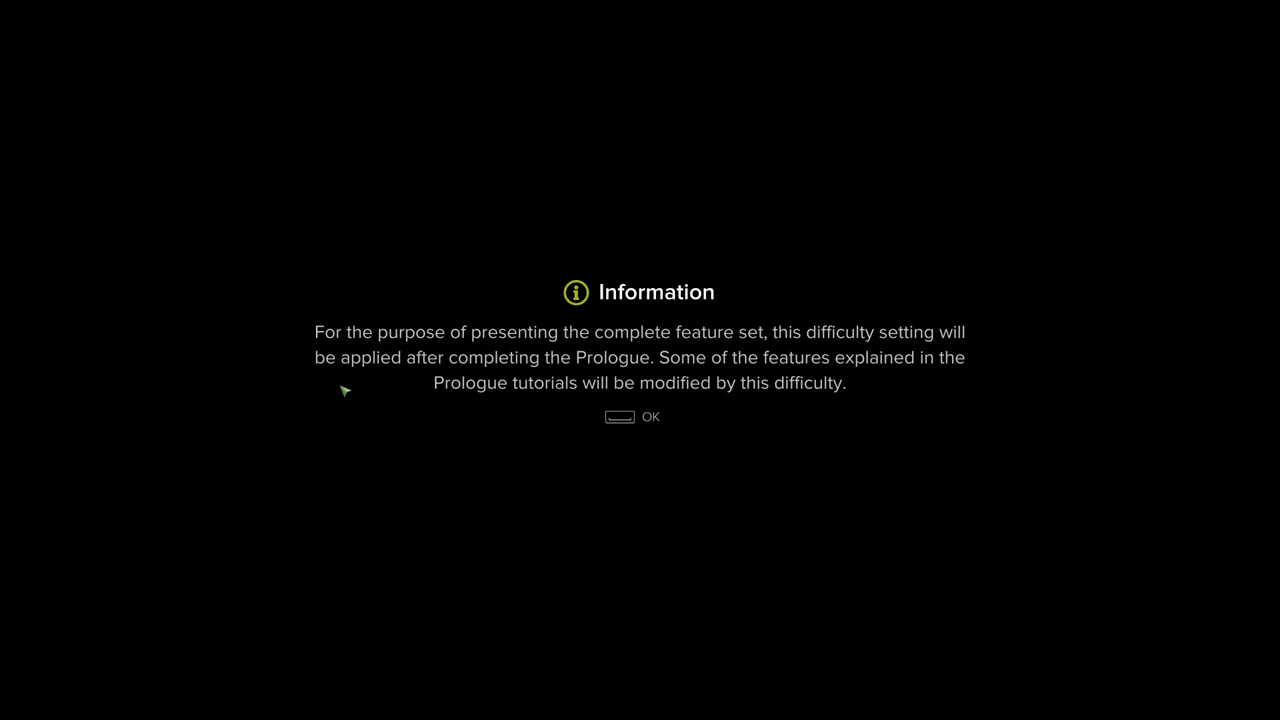 Information
For the purpose of presenting the complete feature set, this difficulty setting will
be applied after completing the Prologue. Some of the features explained in the
Prologue tutorials will be modified by this difficulty.
OK